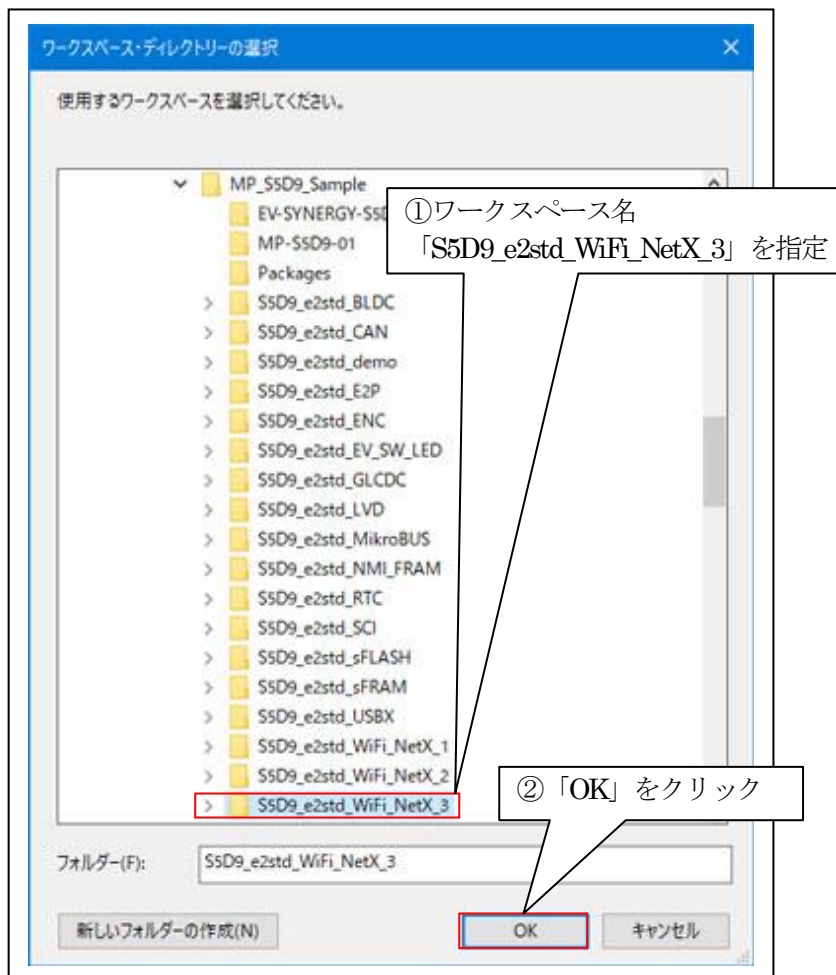 ワークスペース・ディレクトリーの選択
使用するワークスペースを選択してください。
MP_S5D9_Sample
EV-SYNERGY-S5D
MP-S5D9-01
Packages
S5D9_e2std_BLDC
S5D9_e2std_CAN
S5D9_e2std_demo
S5D9_e2std_E2P
S5D9_e2std_ENC
S5D9_e2std_EV_SW_LED
S5D9_e2std_GLCDC
S5D9_e2std_LVD
S5D9_e2std_MikroBUS
S5D9_e2std_NMI_FRAM
S5D9_e2std_RTC
S5D9_e2std_SCI
S5D9_e2std_sFLASH
S5D9_e2std_sFRAM
S5D9_e2std_USBX
S5D9_e2std_WiFi_NetX_1
S5D9_e2std_WiFi_NetX_2
S5D9_e2std_WiFi_NetX_3
①ワークスペース名
「S5D9_e2std_WiFi_NetX_3」を指定
②「OK」をクリック
フォルダー(F): S5D9_e2std_WiFi_NetX_3
新しいフォルダーの作成(N) OK キャンセル